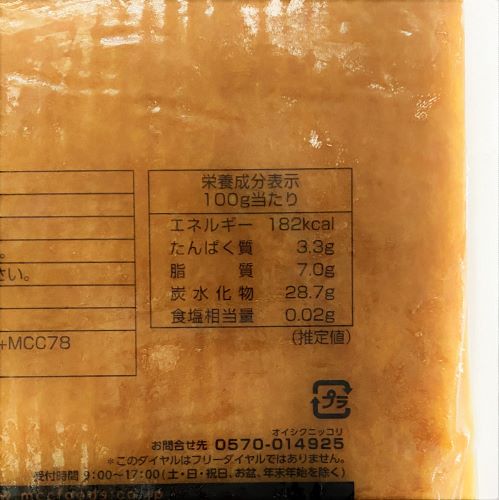 栄養成分表示
100g当たり
エネルギー 182kcal
たんぱく質 3.3g
脂 質 7.0g
炭水化物 28.7g
食塩相当量 0.02g
(推定値)
。
さい。
+MCC78
プラ
オイシクニッコリ
お問合せ先 0570-014925
*このダイヤルはフリーダイヤルではありません。
受付時間 9:00~17:00(土・日・祝日、お盆、年末年始を除く)